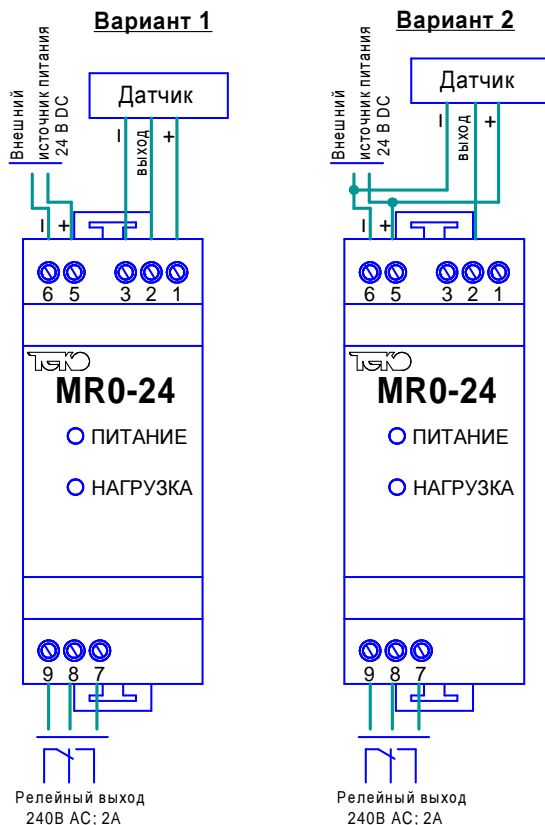 Вариант 1
Внешний
источник питания
24 В DC
Датчик
–
выход
+
–
+
6 5 3 2 1
ТЕКО
MR0-24
ПИТАНИЕ
НАГРУЗКА
9 8 7
Релейный выход
240В АС; 2А
Вариант 2
Внешний
источник питания
24 В DC
Датчик
–
выход
+
–
+
6 5 3 2 1
ТЕКО
MR0-24
ПИТАНИЕ
НАГРУЗКА
9 8 7
Релейный выход
240В АС; 2А